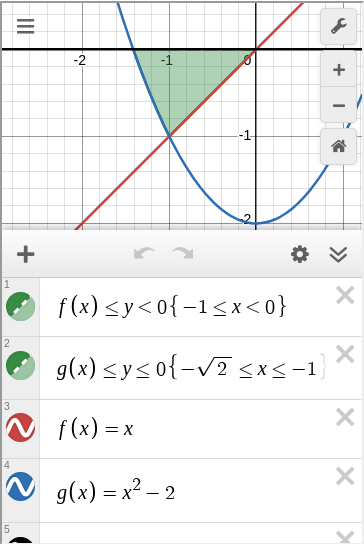 -2
-1
0
-1
-2
1
f(x) ≤ y < 0{−1 ≤ x < 0}
2
g(x) ≤ y ≤ 0{−√2 ≤ x ≤ −1}
3
f(x) = x
4
g(x) = x² − 2
5